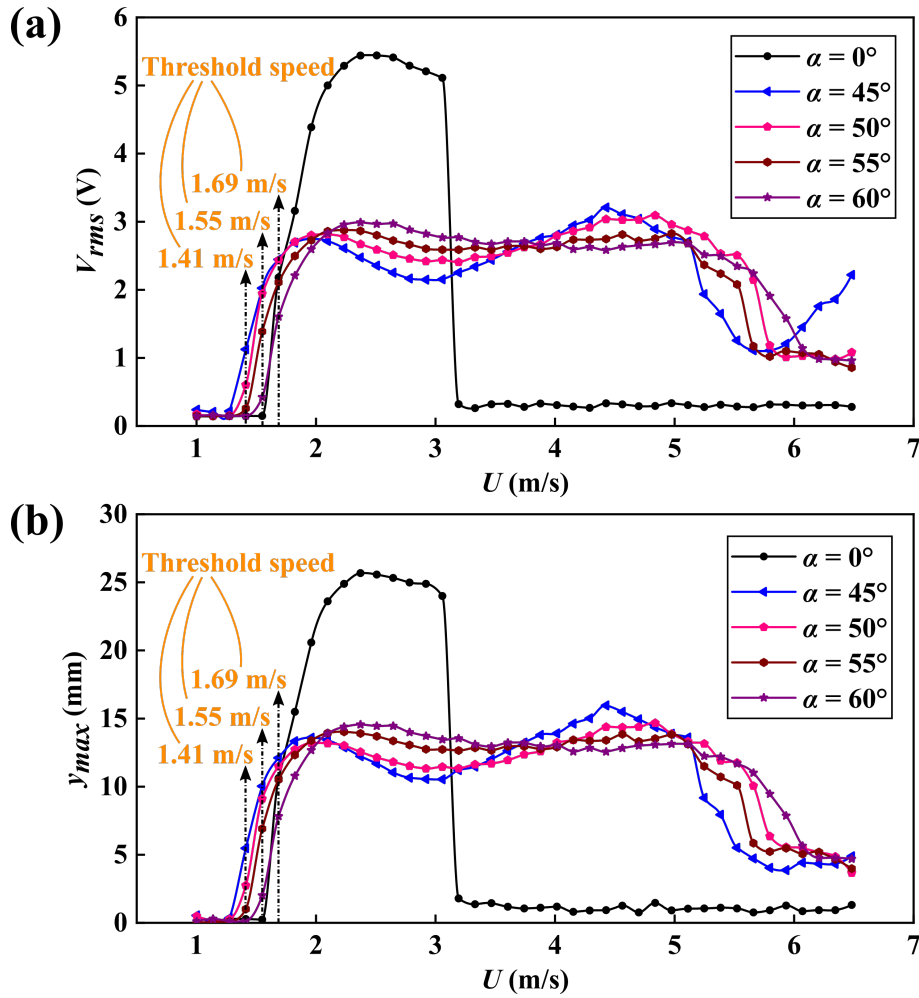 (a)
6
5
4
3
2
1
0
Vrms (V)
Threshold speed
1.69 m/s
1.55 m/s
1.41 m/s
α = 0°
α = 45°
α = 50°
α = 55°
α = 60°
1 2 3 4 5 6 7
U (m/s)
(b)
30
25
20
15
10
5
0
ymax (mm)
Threshold speed
1.69 m/s
1.55 m/s
1.41 m/s
α = 0°
α = 45°
α = 50°
α = 55°
α = 60°
1 2 3 4 5 6 7
U (m/s)